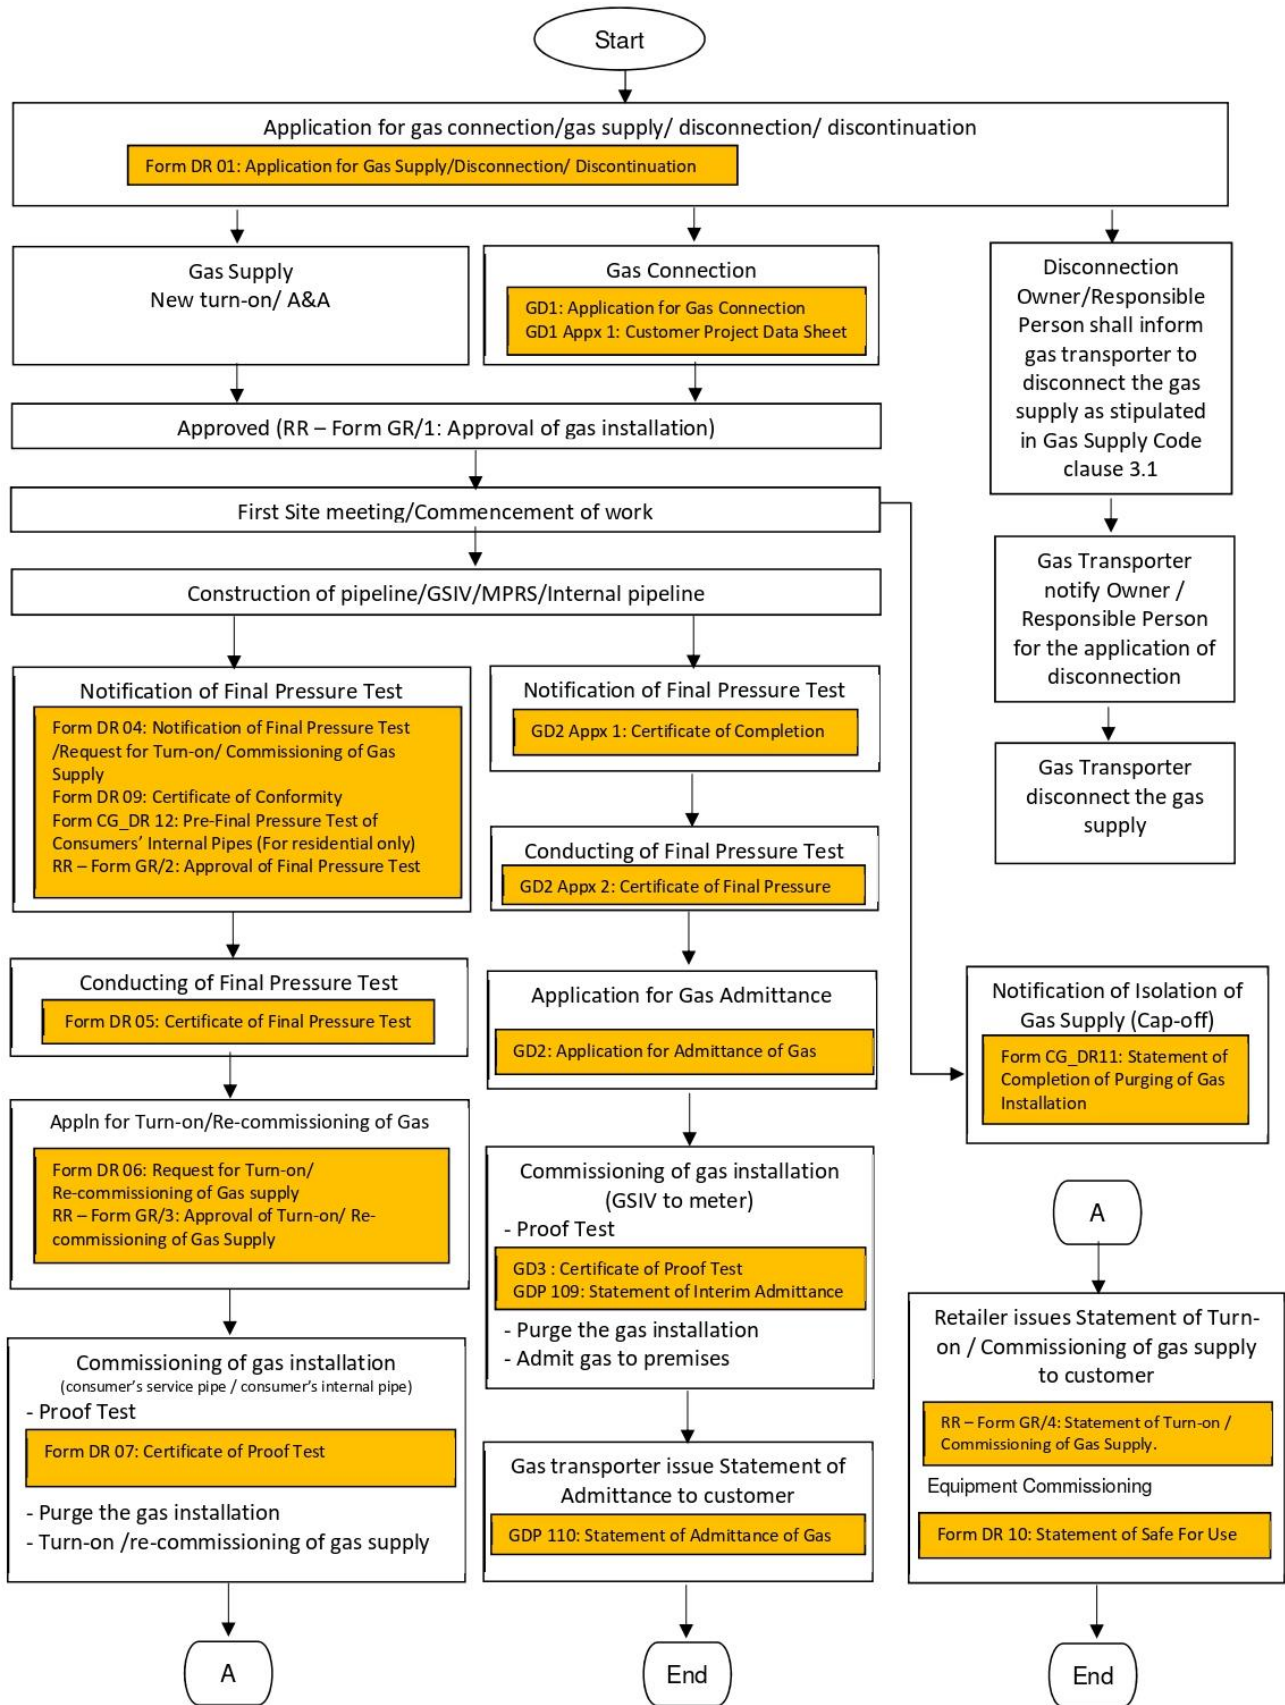 Start
Application for gas connection/gas supply/ disconnection/ discontinuation
Form DR 01: Application for Gas Supply/Disconnection/ Discontinuation
Gas Supply
New turn-on/ A&A
Gas Connection
GD1: Application for Gas Connection
GD1 Appx 1: Customer Project Data Sheet
Disconnection
Owner/Responsible
Person shall inform
gas transporter to
disconnect the gas
supply as stipulated
in Gas Supply Code
clause 3.1
Approved (RR – Form GR/1: Approval of gas installation)
First Site meeting/Commencement of work
Construction of pipeline/GSIV/MPRS/Internal pipeline
Gas Transporter
notify Owner /
Responsible Person
for the application of
disconnection
Gas Transporter
disconnect the gas
supply
Notification of Final Pressure Test
Form DR 04: Notification of Final Pressure Test
/Request for Turn-on/ Commissioning of Gas
Supply
Form DR 09: Certificate of Conformity
Form CG_DR 12: Pre-Final Pressure Test of
Consumers’ Internal Pipes (For residential only)
RR – Form GR/2: Approval of Final Pressure Test
Notification of Final Pressure Test
GD2 Appx 1: Certificate of Completion
Conducting of Final Pressure Test
GD2 Appx 2: Certificate of Final Pressure
Conducting of Final Pressure Test
Form DR 05: Certificate of Final Pressure Test
Application for Gas Admittance
GD2: Application for Admittance of Gas
Notification of Isolation of
Gas Supply (Cap-off)
Form CG_DR11: Statement of
Completion of Purging of Gas
Installation
Appln for Turn-on/Re-commissioning of Gas
Form DR 06: Request for Turn-on/
Re-commissioning of Gas supply
RR – Form GR/3: Approval of Turn-on/ Re-
commissioning of Gas Supply
Commissioning of gas installation
(GSIV to meter)
- Proof Test
GD3 : Certificate of Proof Test
GDP 109: Statement of Interim Admittance
- Purge the gas installation
- Admit gas to premises
A
Retailer issues Statement of Turn-
on / Commissioning of gas supply
to customer
RR – Form GR/4: Statement of Turn-on /
Commissioning of Gas Supply.
Equipment Commissioning
Form DR 10: Statement of Safe For Use
Commissioning of gas installation
(consumer’s service pipe / consumer’s internal pipe)
- Proof Test
Form DR 07: Certificate of Proof Test
- Purge the gas installation
- Turn-on /re-commissioning of gas supply
Gas transporter issue Statement of
Admittance to customer
GDP 110: Statement of Admittance of Gas
A
End
End